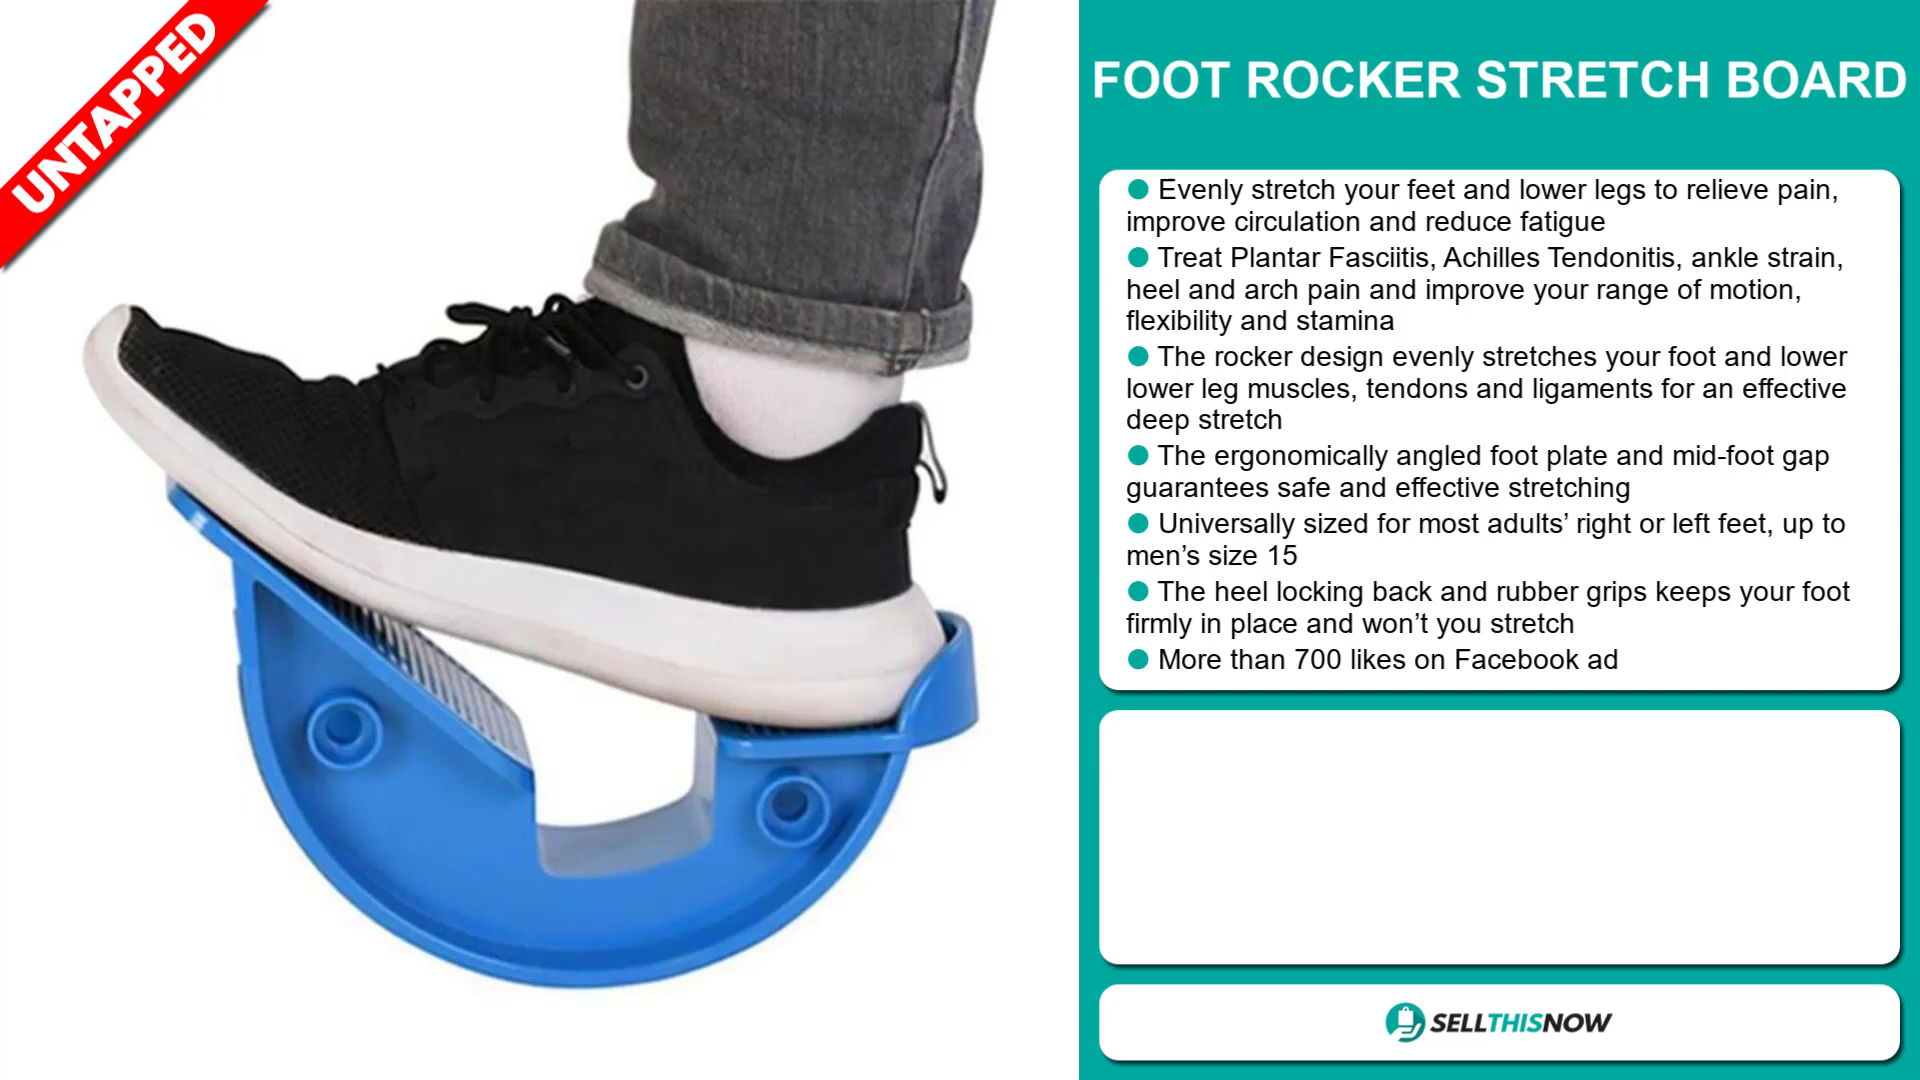 UNTAPPED
FOOT ROCKER STRETCH BOARD
● Evenly stretch your feet and lower legs to relieve pain,
improve circulation and reduce fatigue
● Treat Plantar Fasciitis, Achilles Tendonitis, ankle strain,
heel and arch pain and improve your range of motion,
flexibility and stamina
● The rocker design evenly stretches your foot and lower
lower leg muscles, tendons and ligaments for an effective
deep stretch
● The ergonomically angled foot plate and mid-foot gap
guarantees safe and effective stretching
● Universally sized for most adults’ right or left feet, up to
men’s size 15
● The heel locking back and rubber grips keeps your foot
firmly in place and won’t you stretch
● More than 700 likes on Facebook ad
SELLTHISNOW